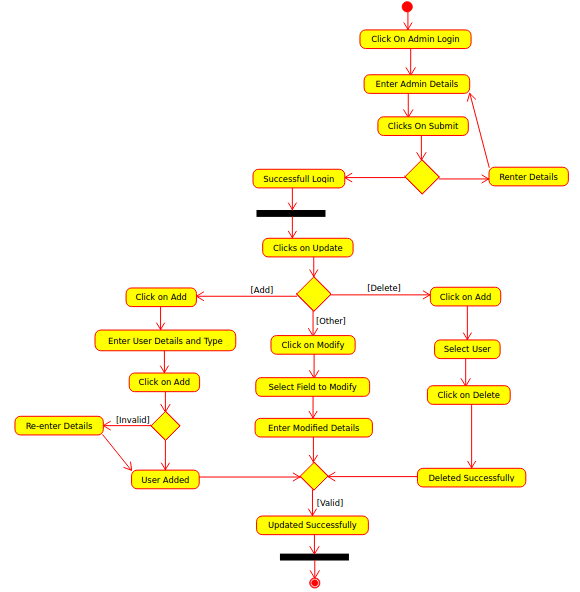 Click On Admin Login
Enter Admin Details
Clicks On Submit
Successfull Login
Renter Details
Clicks on Update
[Add]
[Delete]
Click on Add
Click on Add
[Other]
Enter User Details and Type
Click on Modify
Select User
Click on Add
Select Field to Modify
Click on Delete
[Invalid]
Re-enter Details
Enter Modified Details
User Added
Deleted Successfully
[Valid]
Updated Successfully